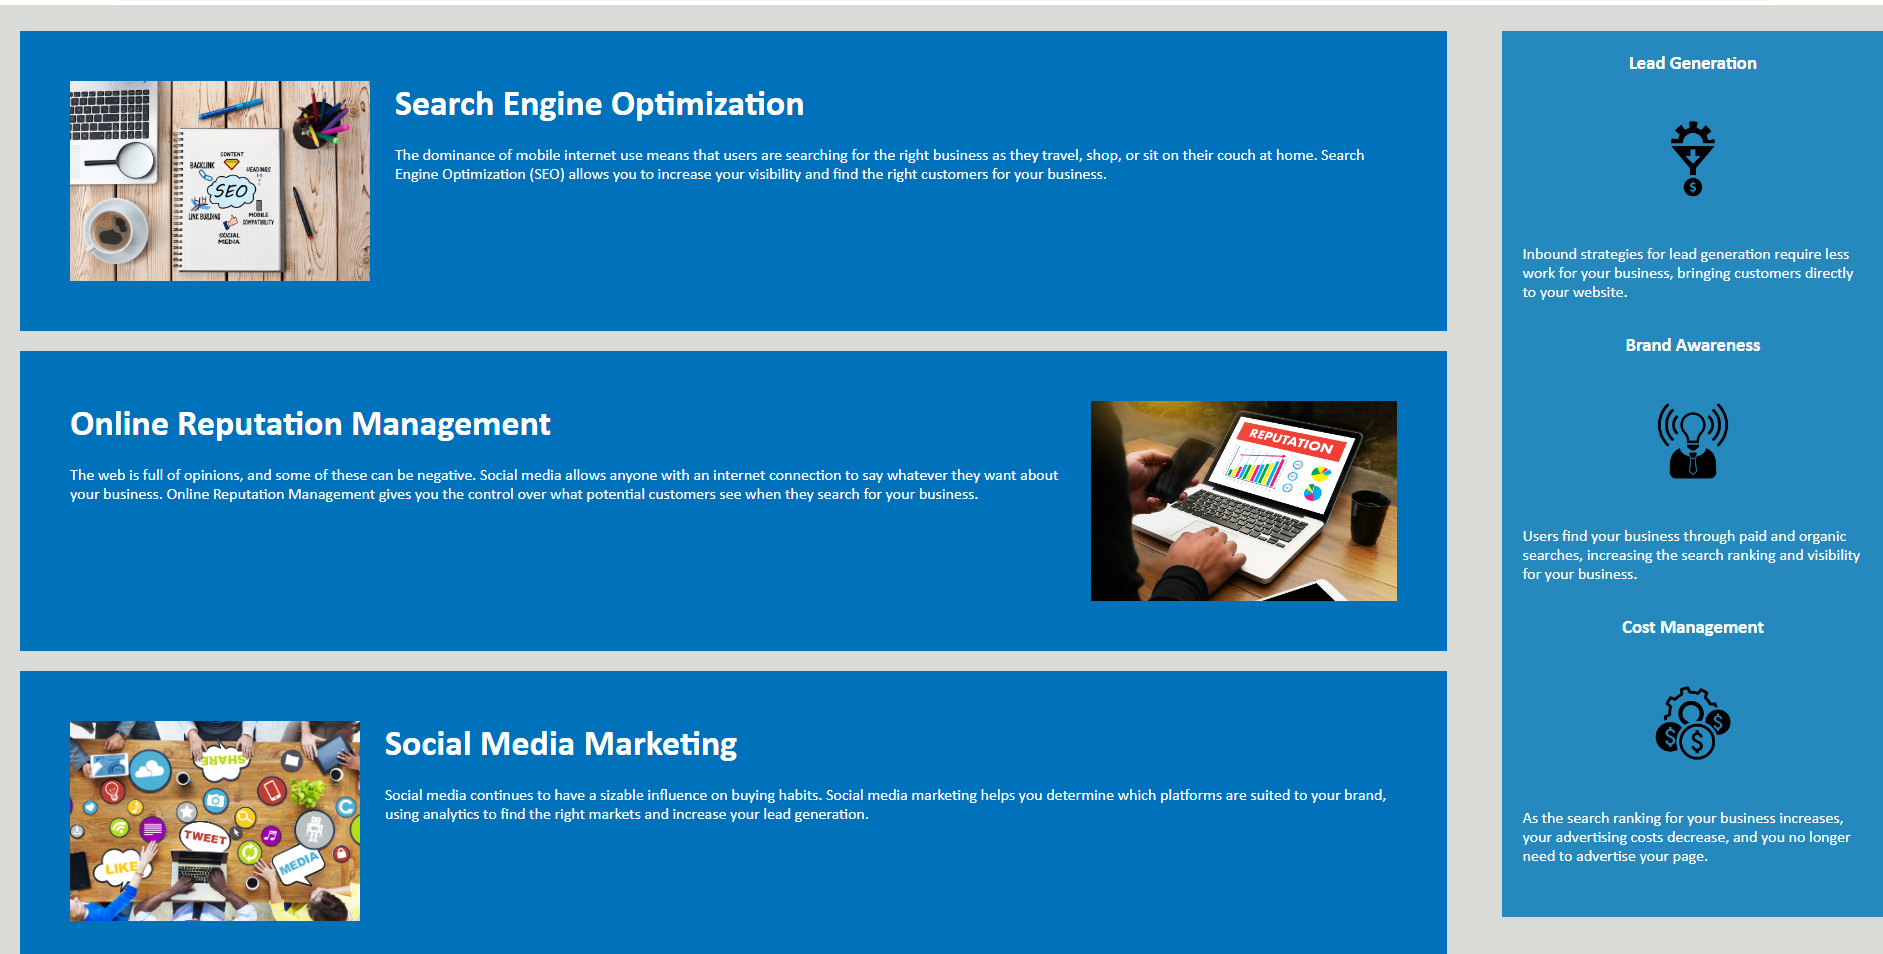 Search Engine Optimization
The dominance of mobile internet use means that users are searching for the right business as they travel, shop, or sit on their couch at home. Search
Engine Optimization (SEO) allows you to increase your visibility and find the right customers for your business.
CONTENT
BACKLINK
HEADINGS
SEO
LINK BUILDING
MOBILE
COMPATIBILITY
SOCIAL
MEDIA
Online Reputation Management
The web is full of opinions, and some of these can be negative. Social media allows anyone with an internet connection to say whatever they want about
your business. Online Reputation Management gives you the control over what potential customers see when they search for your business.
REPUTATION
Social Media Marketing
Social media continues to have a sizable influence on buying habits. Social media marketing helps you determine which platforms are suited to your brand,
using analytics to find the right markets and increase your lead generation.
SHARE
TWEET
LIKE
MEDIA
Lead Generation
$
Inbound strategies for lead generation require less
work for your business, bringing customers directly
to your website.
Brand Awareness
Users find your business through paid and organic
searches, increasing the search ranking and visibility
for your business.
Cost Management
$
$ $
As the search ranking for your business increases,
your advertising costs decrease, and you no longer
need to advertise your page.